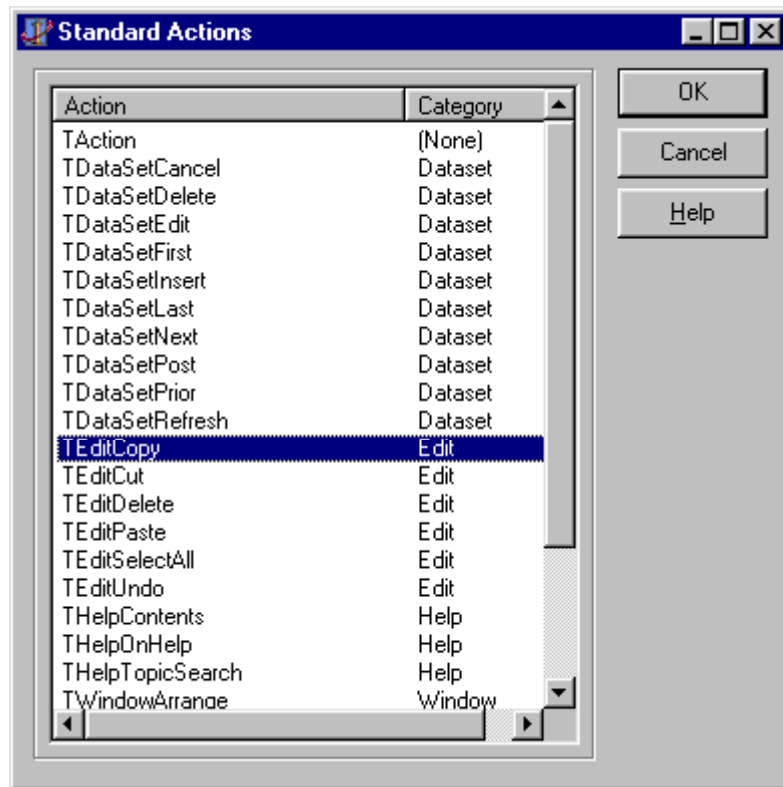 Standard Actions
Action Category
TAction (None)
TDataSetCancel Dataset
TDataSetDelete Dataset
TDataSetEdit Dataset
TDataSetFirst Dataset
TDataSetInsert Dataset
TDataSetLast Dataset
TDataSetNext Dataset
TDataSetPost Dataset
TDataSetPrior Dataset
TDataSetRefresh Dataset
TEditCopy Edit
TEditCut Edit
TEditDelete Edit
TEditPaste Edit
TEditSelectAll Edit
TEditUndo Edit
THelpContents Help
THelpOnHelp Help
THelpTopicSearch Help
TWindowArrange Window
OK
Cancel
Help